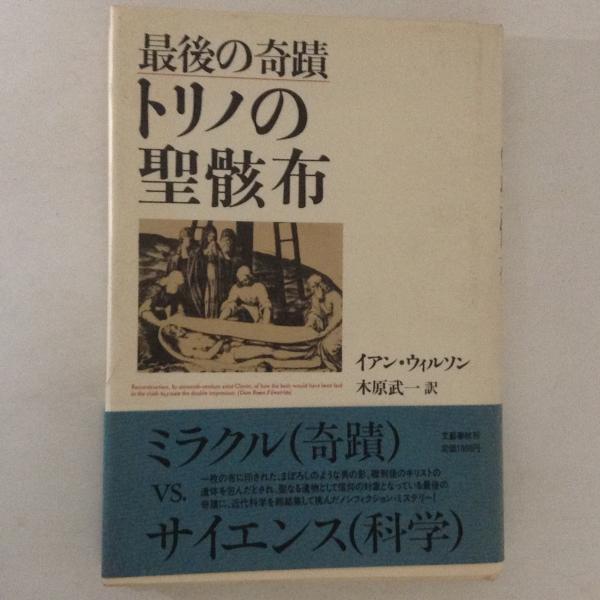 最後の奇蹟
トリノの
聖骸布
イアン・ウィルソン
木原武一 訳
Reconstruction, by sixteenth-century artist Clovio, of how the body would have been laid
in the cloth to create the double impression. (Dom Enrie Filmstrip)
ミラクル(奇蹟)
文藝春秋刊
VS.
一枚の布に印された、まぼろしのような男の影。磔刑後のキリストの
遺体を包んだとされ、聖なる遺物として信仰の対象となっている最後の
奇蹟に、近代科学を総結集して挑んだノンフィクション・ミステリー!
サイエンス(科学)